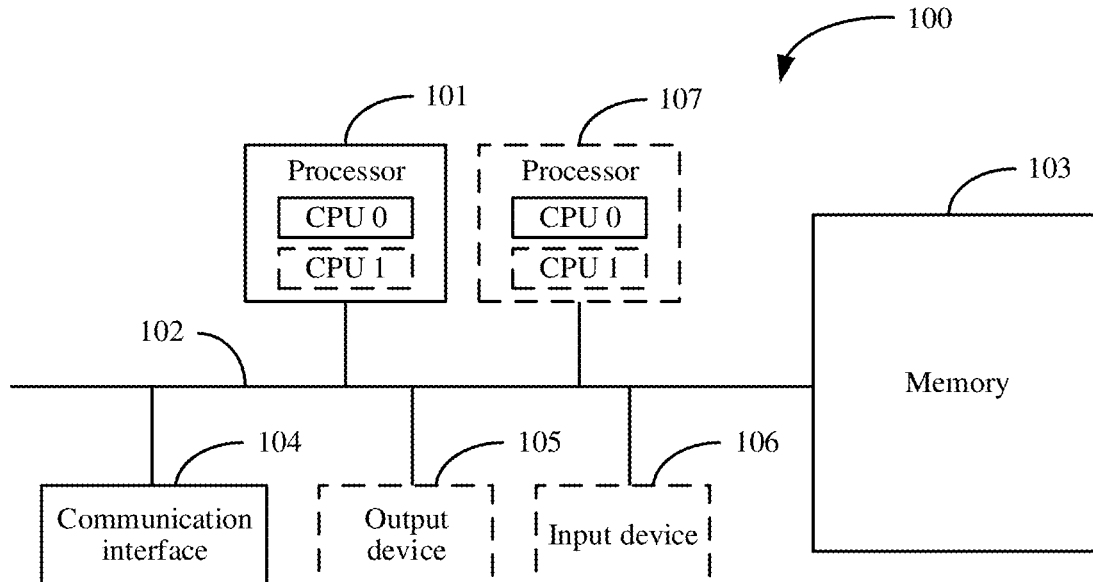 100
101
107
Processor
Processor
103
CPU 0
CPU 0
CPU 1
CPU 1
102
Memory
104
105
106
Communication
interface
Output
device
Input device